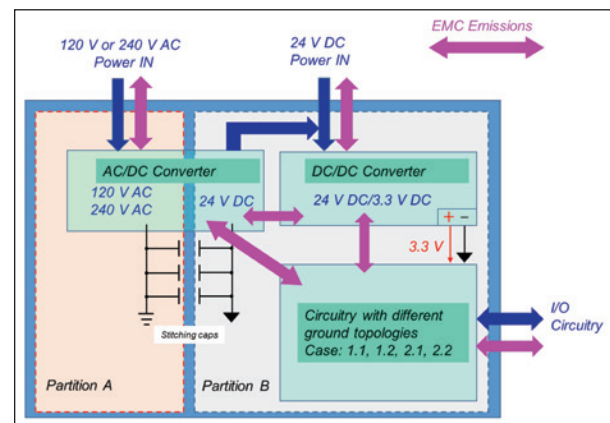 EMC Emissions
120 V or 240 V AC
Power IN
24 V DC
Power IN
AC/DC Converter
120 V AC
240 V AC
24 V DC
DC/DC Converter
24 V DC/3.3 V DC
+ −
3.3 V
Circuitry with different
ground topologies
Case: 1.1, 1.2, 2.1, 2.2
I/O
Circuitry
Stitching caps
Partition A
Partition B